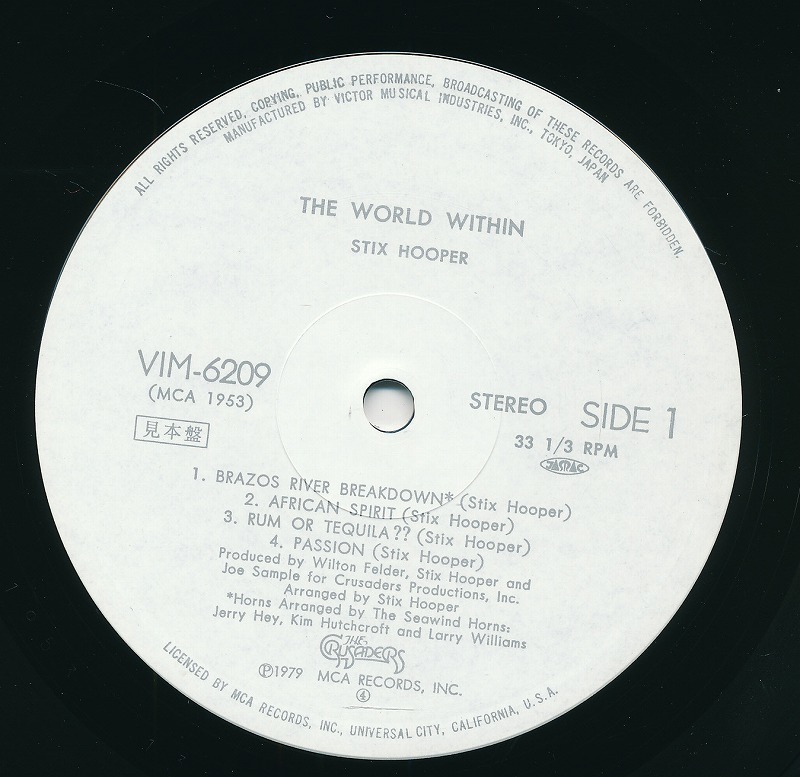 ALL RIGHTS RESERVED, COPYING, PUBLIC PERFORMANCE, BROADCASTING OF THESE RECORDS ARE FORBIDDEN.
MANUFACTURED BY VICTOR MUSICAL INDUSTRIES, INC., TOKYO, JAPAN
THE WORLD WITHIN
STIX HOOPER
VIM-6209
(MCA 1953)
見本盤
STEREO SIDE 1
33 1/3 RPM
JASRAC
1. BRAZOS RIVER BREAKDOWN* (Stix Hooper)
2. AFRICAN SPIRIT (Stix Hooper)
3. RUM OR TEQUILA?? (Stix Hooper)
4. PASSION (Stix Hooper)
Produced by Wilton Felder, Stix Hooper and
Joe Sample for Crusaders Productions, Inc.
Arranged by Stix Hooper
*Horns Arranged by The Seawind Horns:
Jerry Hey, Kim Hutchcroft and Larry Williams
THE CRUSADERS
Ⓟ1979 MCA RECORDS, INC.
④
LICENSED BY MCA RECORDS, INC., UNIVERSAL CITY, CALIFORNIA, U.S.A.